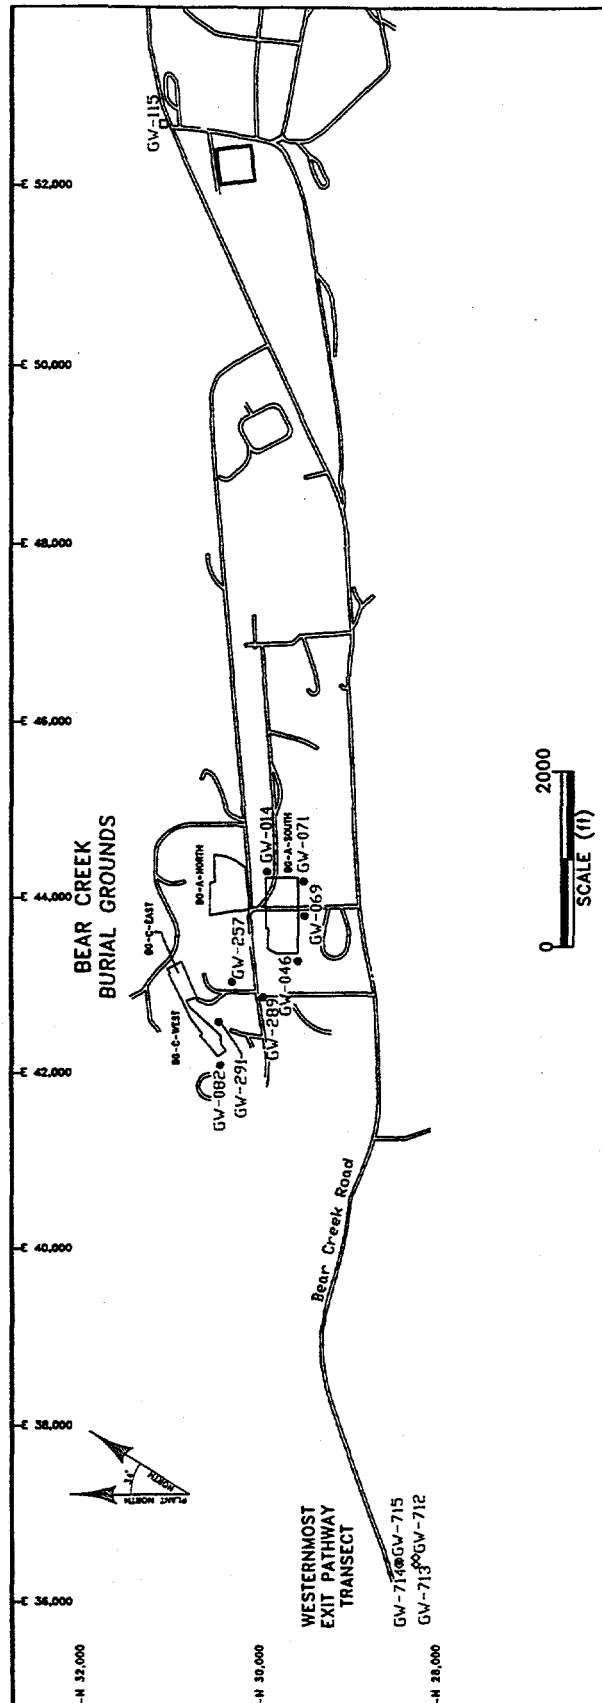 GW-115
E 52,000
E 50,000
E 48,000
E 46,000
BEAR CREEK
BURIAL GROUNDS
2000
0
SCALE (ft)
BG-A-NORTH
GW-014
BG-A-SOUTH
GW-071
GW-069
E 44,000
BG-C-EAST
GW-257
GW-046
GW-289
BG-C-WEST
GW-291
GW-082
E 42,000
Bear Creek Road
E 40,000
E 38,000
PLANT NORTH
NORTH
WESTERNMOST
EXIT PATHWAY
TRANSECT
GW-714
GW-715
GW-713
GW-712
E 36,000
N 32,000
N 30,000
N 28,000